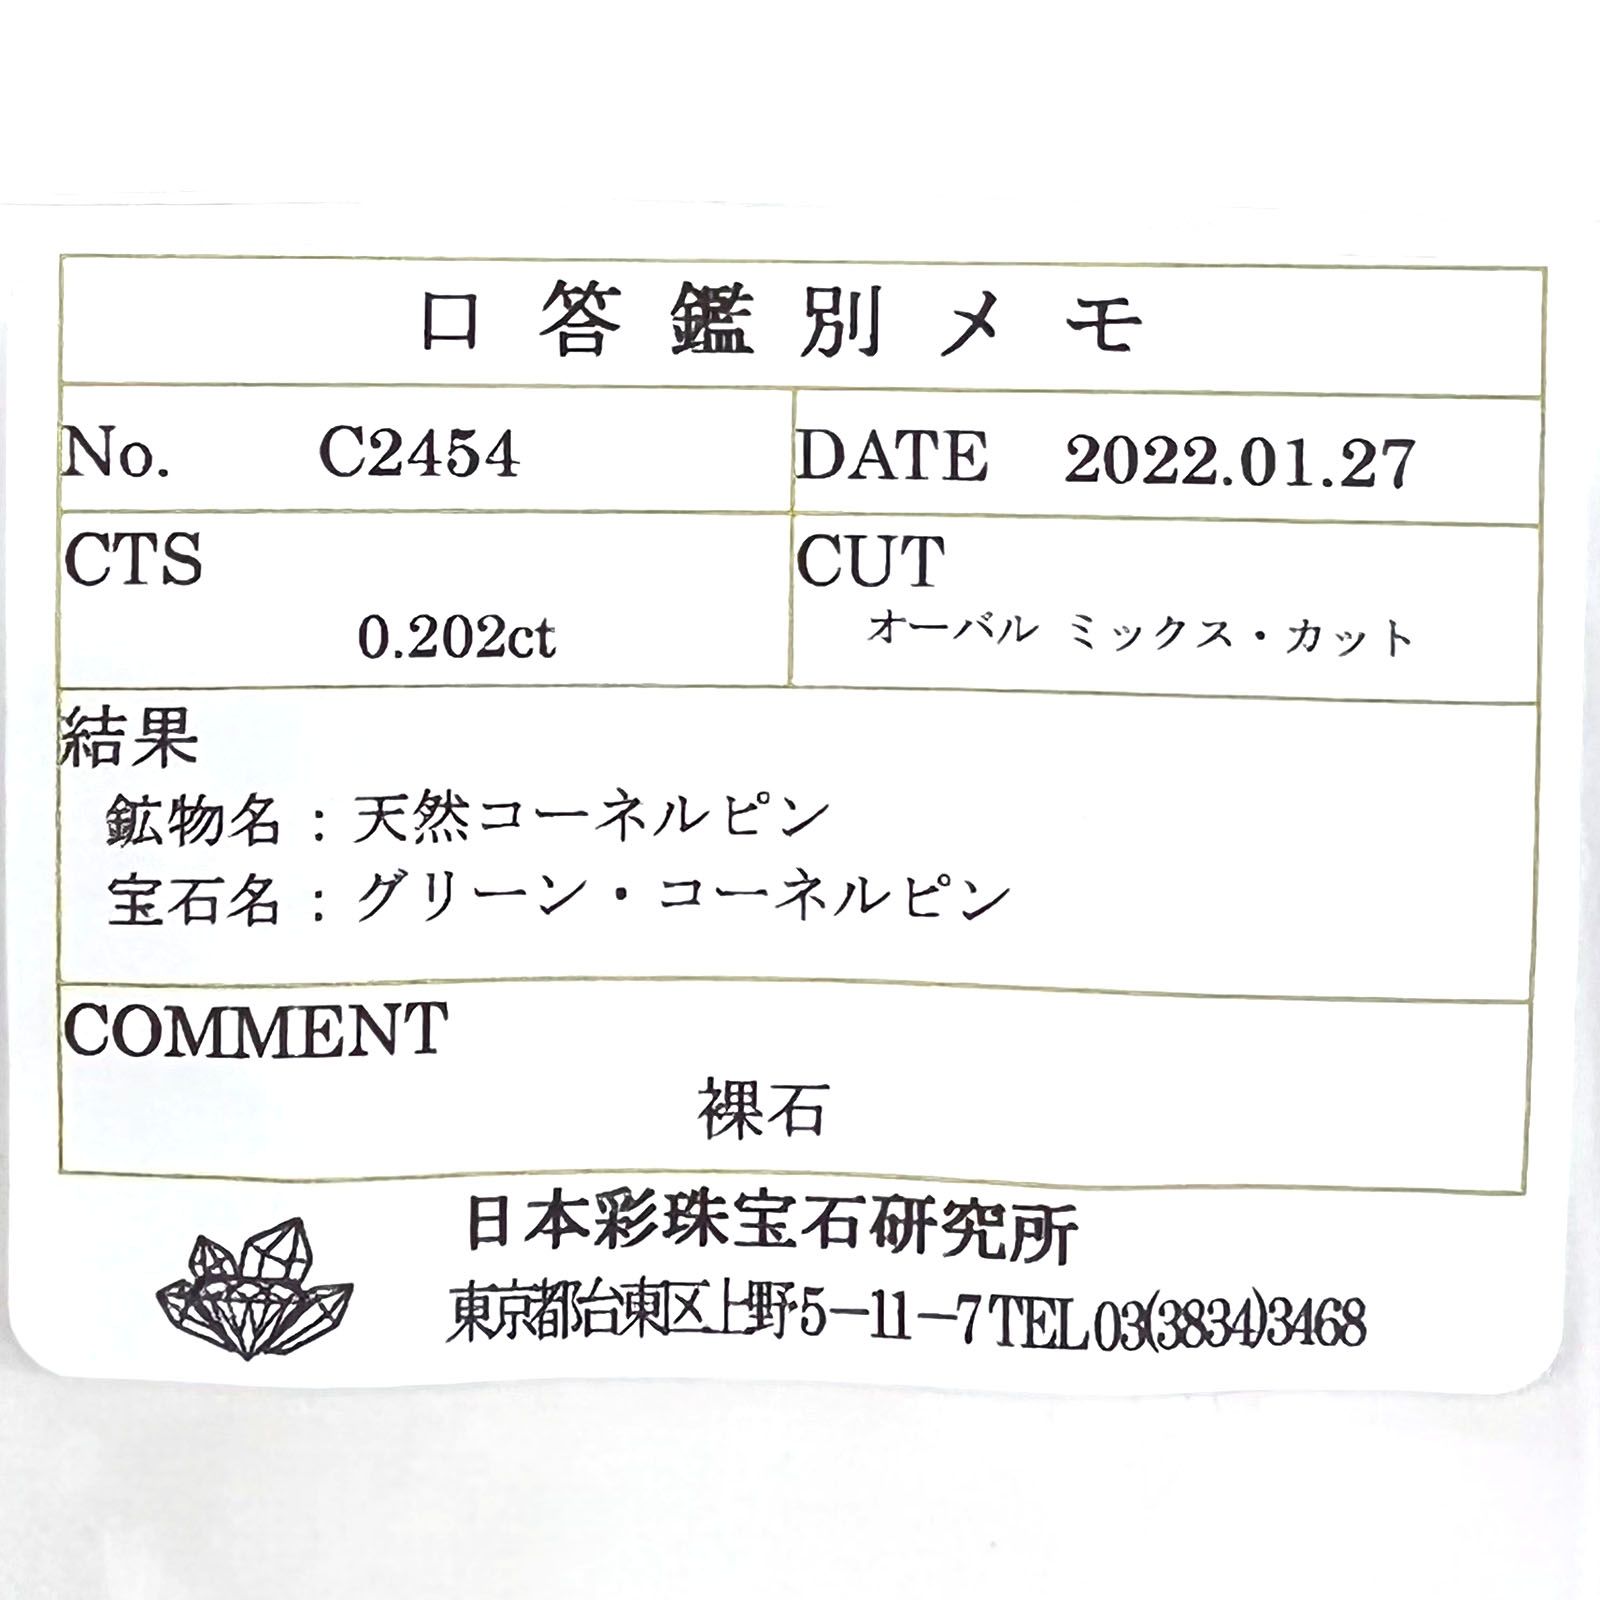 口答鑑別メモ
No. C2454 DATE 2022.01.27
CTS CUT
0.202ct オーバル ミックス・カット
結果
鉱物名：天然コーネルピン
宝石名：グリーン・コーネルピン
COMMENT
裸石
日本彩珠宝石研究所
東京都台東区上野5－11－7 TEL 03(3834)3468